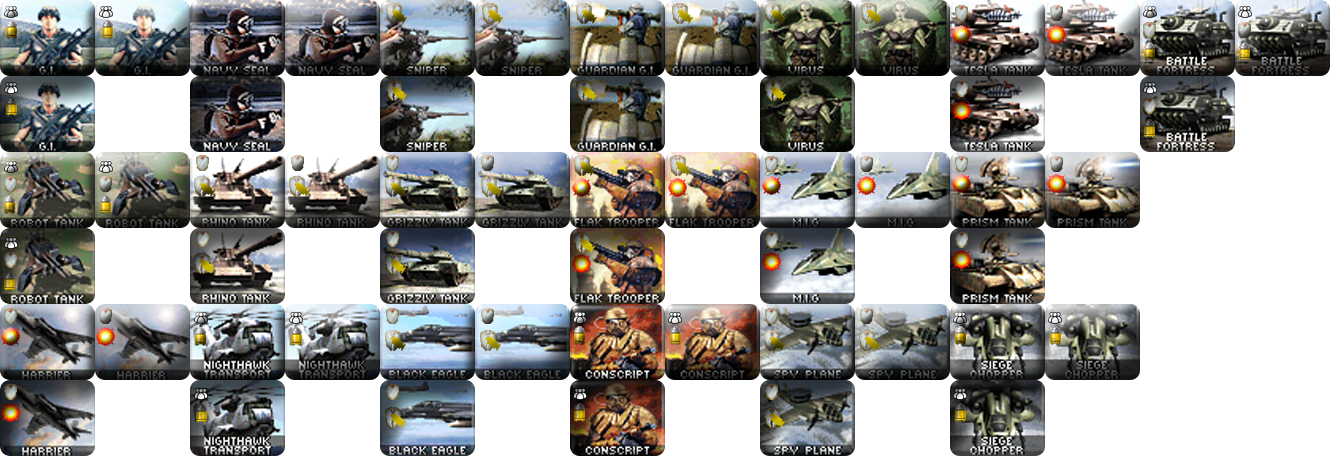 G.I. G.I. NAVY SEAL NAVY SEAL SNIPER SNIPER GUARDIAN G.I. GUARDIAN G.I. VIRUS VIRUS TESLA TANK TESLA TANK BATTLE FORTRESS BATTLE FORTRESS
G.I. NAVY SEAL SNIPER GUARDIAN G.I. VIRUS TESLA TANK BATTLE FORTRESS
ROBOT TANK ROBOT TANK RHINO TANK RHINO TANK GRIZZLY TANK GRIZZLY TANK FLAK TROOPER FLAK TROOPER M.I.G M.I.G PRISM TANK PRISM TANK
ROBOT TANK RHINO TANK GRIZZLY TANK FLAK TROOPER M.I.G PRISM TANK
HARRIER HARRIER NIGHTHAWK TRANSPORT NIGHTHAWK TRANSPORT BLACK EAGLE BLACK EAGLE CONSCRIPT CONSCRIPT SPY PLANE SPY PLANE SIEGE CHOPPER SIEGE CHOPPER
HARRIER NIGHTHAWK TRANSPORT BLACK EAGLE CONSCRIPT SPY PLANE SIEGE CHOPPER